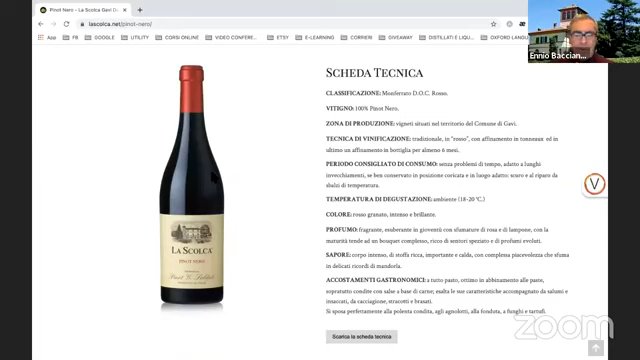 Pinot Nero - La Scolca Gavi G
lascolca.net/pinot-nero/
App FB GOOGLE UTILITY CORSI ONLINE VIDEO CONFERE... ETSY E-LEARNING CORRIERI GRAVIDANZA DISTILLATI E LIQU... OXFORD LANGU
Ennio Baccian...
SCHEDA TECNICA
CLASSIFICAZIONE: Monferrato D.O.C. Rosso.
VITIGNO: 100% Pinot Nero.
ZONA DI PRODUZIONE: vigneti situati nel territorio del Comune di Gavi.
TECNICA DI VINIFICAZIONE: tradizionale, in "rosso", con affinamento in tonneaux ed in
ultimo un affinamento in bottiglia per almeno 6 mesi.
PERIODO CONSIGLIATO DI CONSUMO: senza problemi di tempo, adatto a lunghi
invecchiamenti, se ben conservato in posizione coricata e in luogo adatto: scuro e al riparo da
sbalzi di temperatura.
TEMPERATURA DI DEGUSTAZIONE: ambiente (18-20 °C.)
COLORE: rosso granato, intenso e brillante.
PROFUMO: fragrante, esuberante in gioventù con sfumature di rosa e di lampone, con la
maturità tende ad un bouquet complesso, ricco di sentori speziato e di profumi evoluti.
SAPORE: corpo intenso, di stoffa ricca, importante e calda, con complessa piacevolezza che sfuma
in delicati ricordi di mandorla.
ACCOSTAMENTI GASTRONOMICI: a tutto pasto, ottimo in abbinamento alle paste,
soprattutto condite con salse a base di carne; esalta le sue caratteristiche accompagnato da salumi e
insaccati, da cacciagione, stracotti e brasati.
Si sposa perfettamente alla polenta condita, agli agnolotti, alla fonduta, a funghi e tartufi.
Scarica la scheda tecnica
LA SCOLCA
PINOT NERO
V
zoom